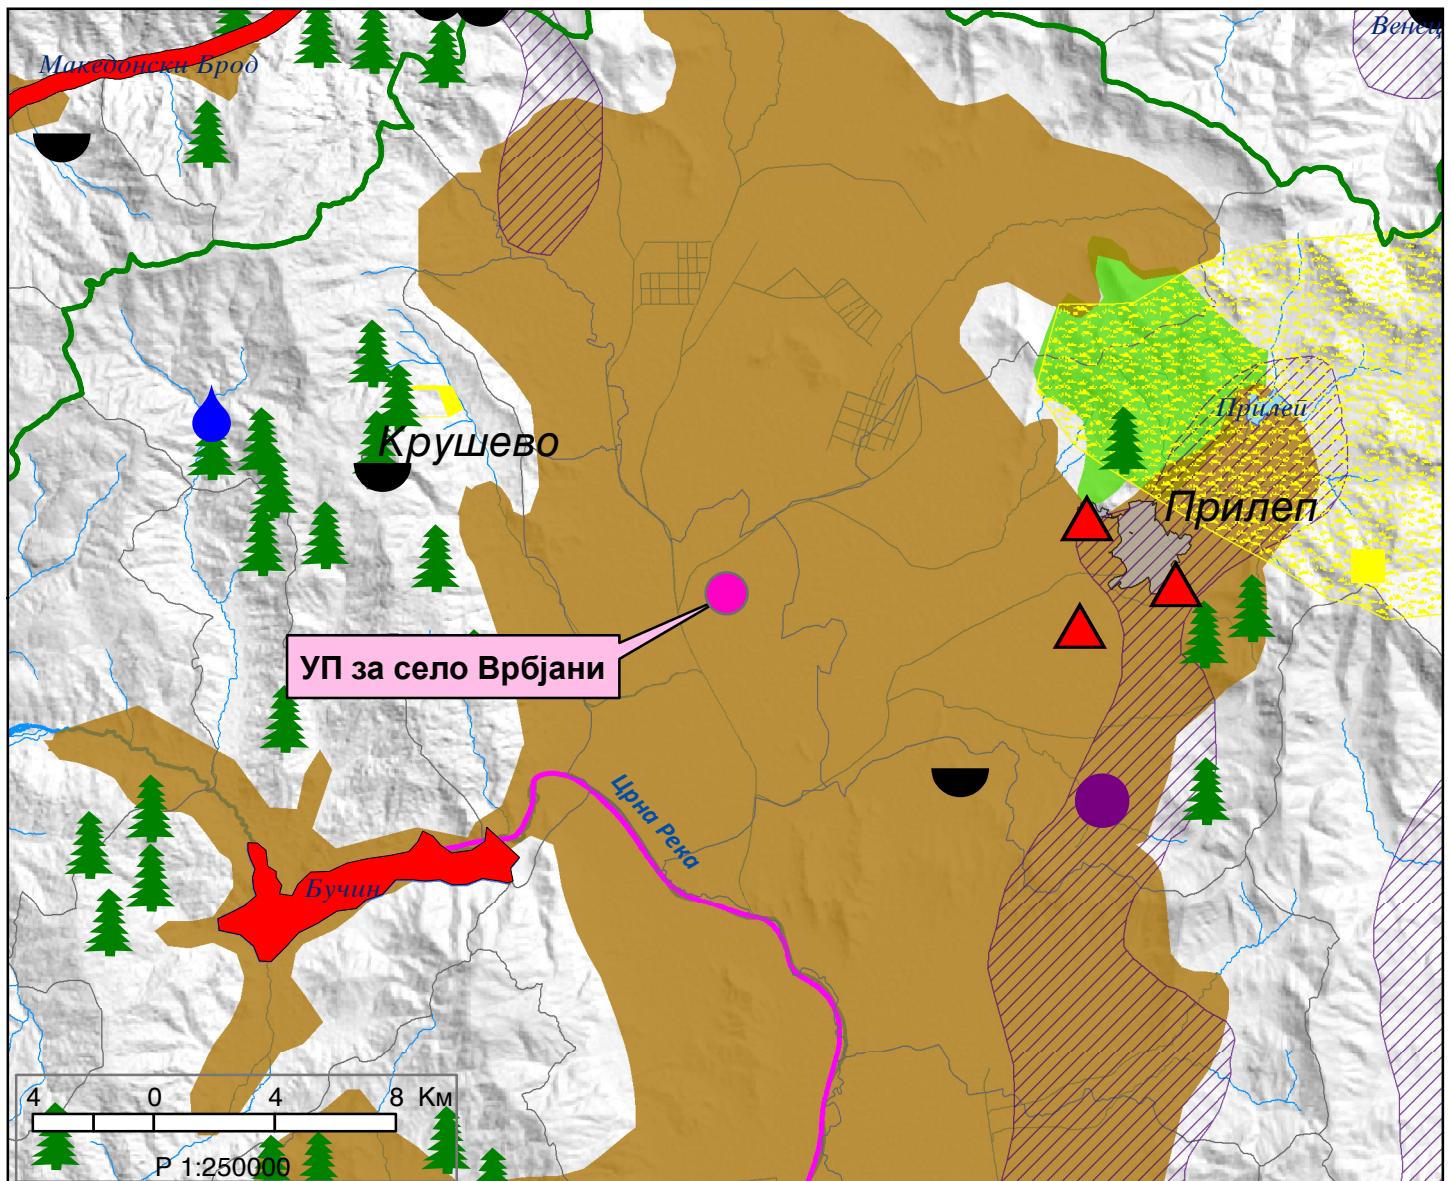 Венец
Македонски Брод
Прилеп
Крушево
Прилеп
УП за село Врбјани
Црна Река
Бучин
4 0 4 8 Км
Р 1:250000